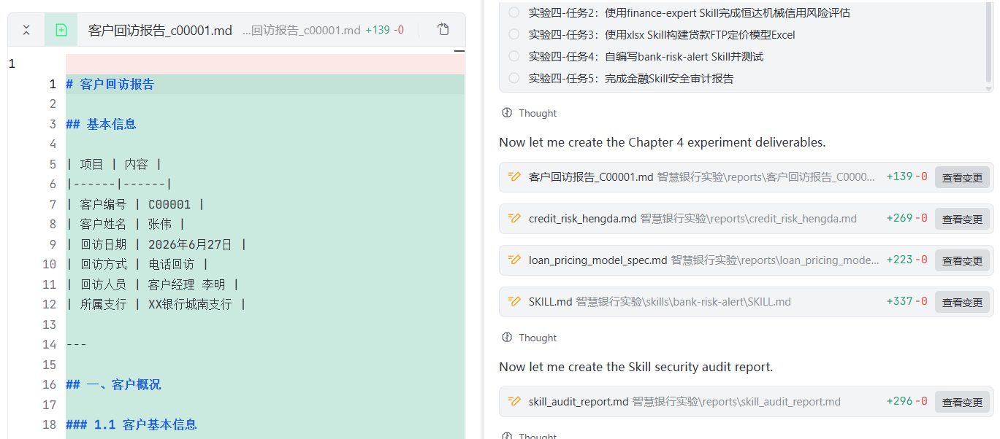 客户回访报告_c00001.md ...回访报告_c00001.md +139 -0
1
1 # 客户回访报告
2
3 ## 基本信息
4
5 | 项目 | 内容 |
6 |------|------|
7 | 客户编号 | C00001 |
8 | 客户姓名 | 张伟 |
9 | 回访日期 | 2026年6月27日 |
10 | 回访方式 | 电话回访 |
11 | 回访人员 | 客户经理 李明 |
12 | 所属支行 | XX银行城南支行 |
13
14 ---
15
16 ## 一、客户概况
17
18 ### 1.1 客户基本信息
实验四-任务2：使用finance-expert Skill完成恒达机械信用风险评估
实验四-任务3：使用xlsx Skill构建贷款FTP定价模型Excel
实验四-任务4：自编写bank-risk-alert Skill并测试
实验四-任务5：完成金融Skill安全审计报告
Thought
Now let me create the Chapter 4 experiment deliverables.
客户回访报告_C00001.md 智慧银行实验\reports\客户回访报告_C0000... +139 -0 查看变更
credit_risk_hengda.md 智慧银行实验\reports\credit_risk_hengda.md +269 -0 查看变更
loan_pricing_model_spec.md 智慧银行实验\reports\loan_pricing_mode... +223 -0 查看变更
SKILL.md 智慧银行实验\skills\bank-risk-alert\SKILL.md +337 -0 查看变更
Thought
Now let me create the Skill security audit report.
skill_audit_report.md 智慧银行实验\reports\skill_audit_report.md +296 -0 查看变更
Thought